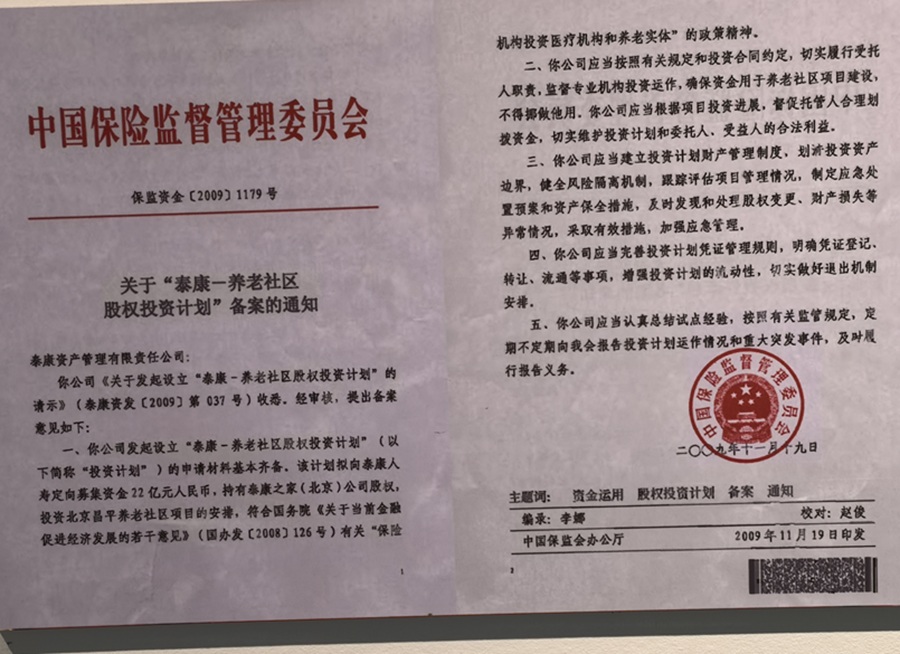 中国保险监督管理委员会
保监资金〔2009〕1179 号
关于“泰康－养老社区
股权投资计划”备案的通知
泰康资产管理有限责任公司：
你公司《关于发起设立“泰康－养老社区股权投资计划”的
请示》（泰康资发〔2009〕第 037 号）收悉。经审核，提出备案
意见如下：
一、你公司发起设立“泰康－养老社区股权投资计划”（以
下简称“投资计划”）的申请材料基本齐备。该计划拟向泰康人
寿定向募集资金 22 亿元人民币，持有泰康之家（北京）公司股权，
投资北京昌平养老社区项目的安排，符合国务院《关于当前金融
促进经济发展的若干意见》（国办发〔2008〕126 号）有关“保险
1
机构投资医疗机构和养老实体”的政策精神。
二、你公司应当按照有关规定和投资合同约定，切实履行受托
人职责，监督专业机构投资运作，确保资金用于养老社区项目建设，
不得挪做他用。你公司应当根据项目投资进展，督促托管人合理划
拨资金，切实维护投资计划和委托人、受益人的合法利益。
三、你公司应当建立投资计划财产管理制度，划清投资资产
边界，健全风险隔离机制，跟踪评估项目管理情况，制定应急处
置预案和资产保全措施，及时发现和处理股权变更、财产损失等
异常情况，采取有效措施，加强应急管理。
四、你公司应当完善投资计划凭证管理规则，明确凭证登记、
转让、流通等事项，增强投资计划的流动性，切实做好退出机制
安排。
五、你公司应当认真总结试点经验，按照有关监管规定，定
期不定期向我会报告投资计划运作情况和重大突发事件，及时履
行报告义务。
中国保险监督管理委员会
二〇〇九年十一月十九日
主题词： 资金运用 股权投资计划 备案 通知
编录：李娜 校对：赵俊
中国保监会办公厅 2009 年 11 月 19 日印发
2